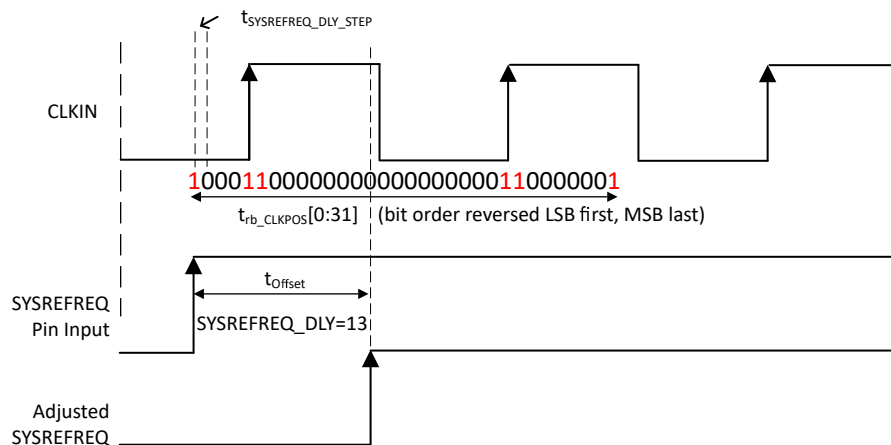 tSYSREFREQ_DLY_STEP
CLKIN
10001100000000000000000110000001
trb_CLKPOS[0:31] (bit order reversed LSB first, MSB last)
tOffset
SYSREFREQ
Pin Input
SYSREFREQ_DLY=13
Adjusted
SYSREFREQ